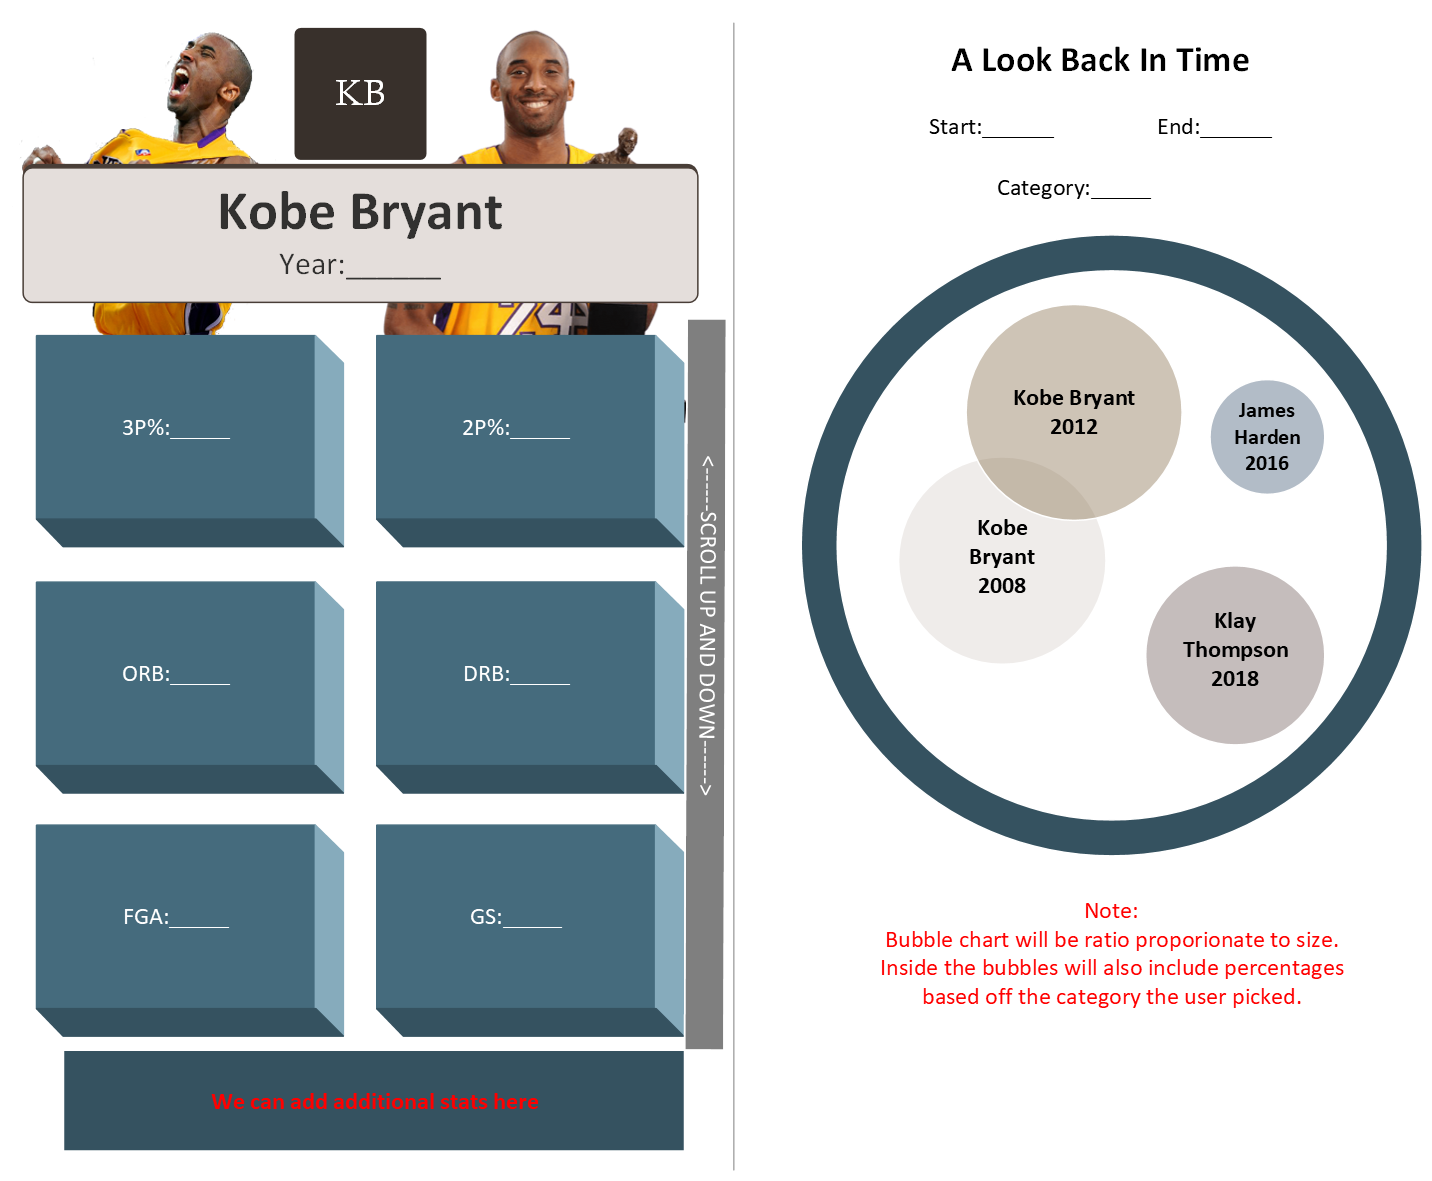 KB
Kobe Bryant
Year:______
3P%:_____
2P%:_____
ORB:_____
DRB:_____
FGA:_____
GS:_____
<------SCROLL UP AND DOWN------>
We can add additional stats here
A Look Back In Time
Start:______
End:______
Category:_____
Kobe Bryant
2012
James
Harden
2016
Kobe
Bryant
2008
Klay
Thompson
2018
Note:
Bubble chart will be ratio proporionate to size.
Inside the bubbles will also include percentages
based off the category the user picked.